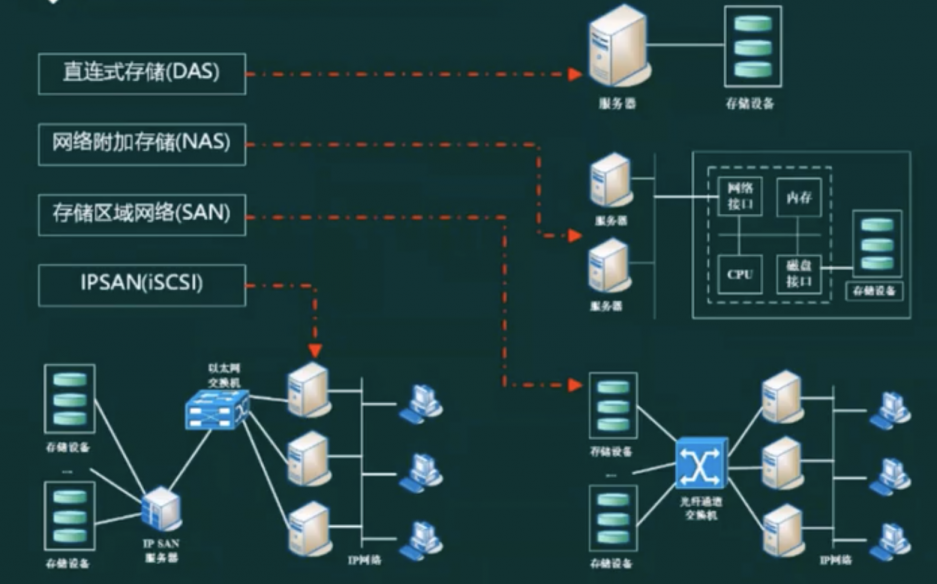 直连式存储(DAS)
网络附加存储(NAS)
存储区域网络(SAN)
IPSAN(iSCSI)
服务器
存储设备
服务器
服务器
网络
接口
内存
CPU
磁盘
接口
存储设备
存储设备
...
存储设备
以太网
交换机
IP SAN
服务器
IP网络
存储设备
...
存储设备
光纤通道
交换机
IP网络